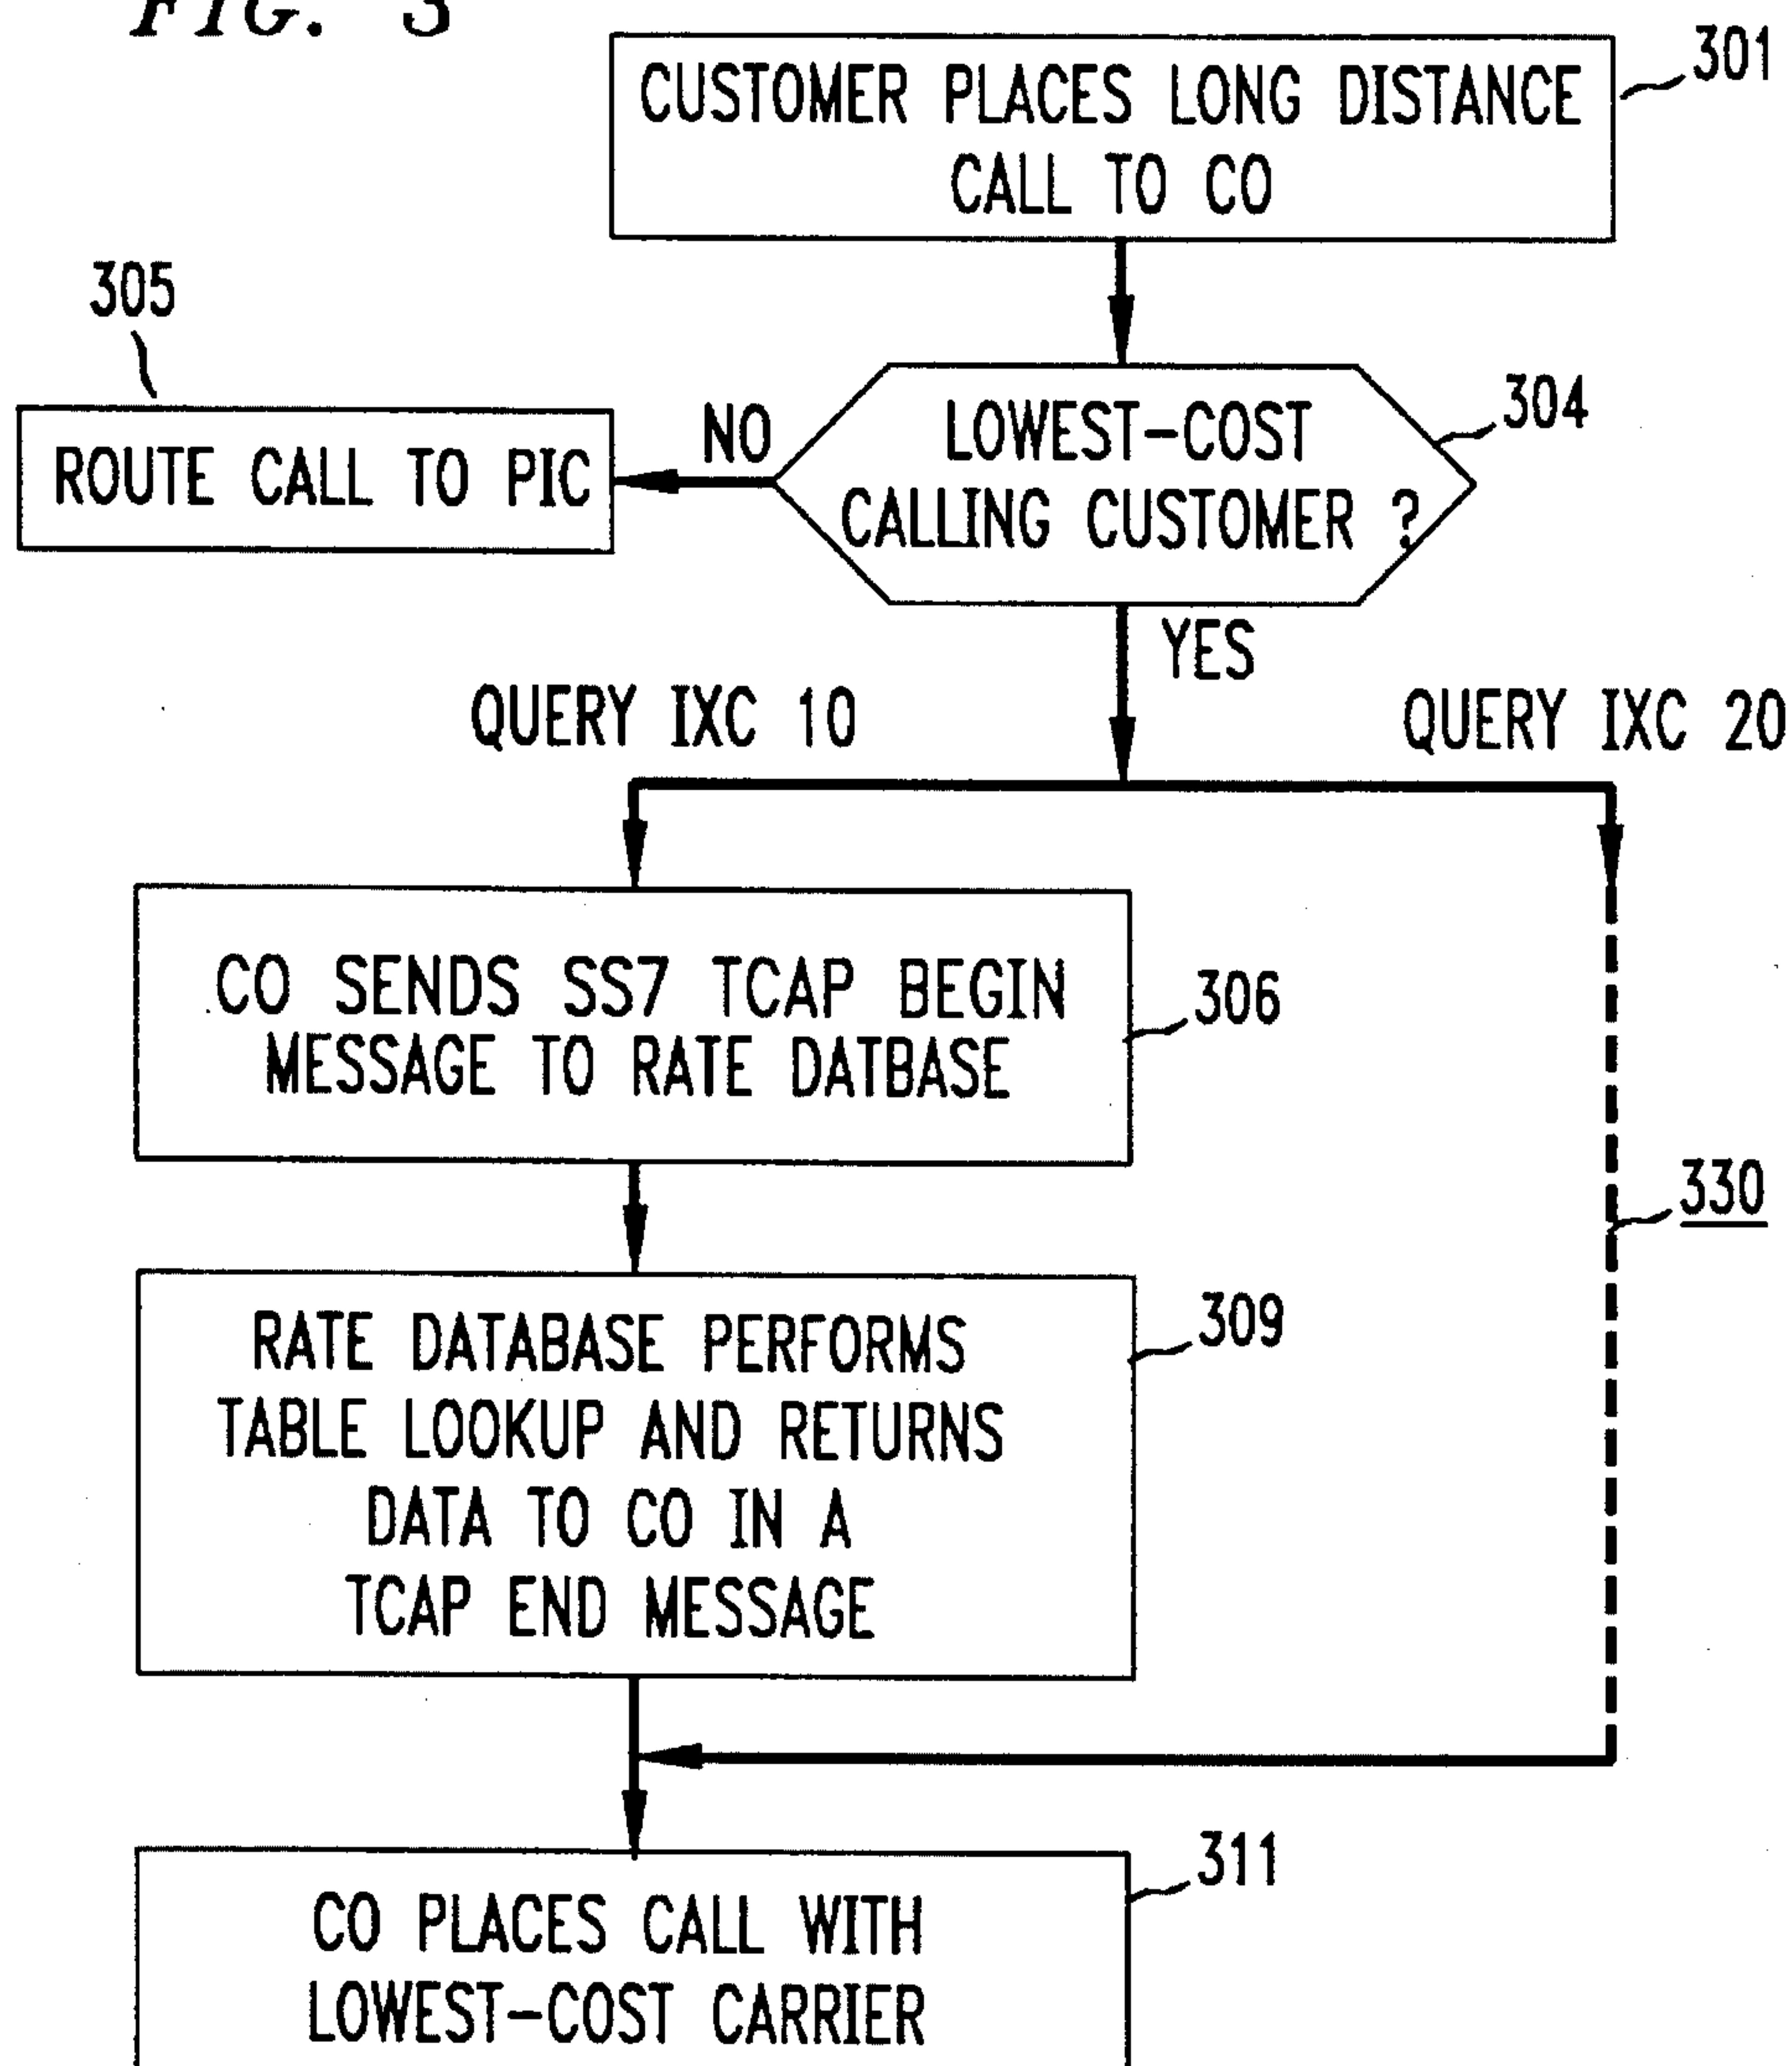 FIG. 3
CUSTOMER PLACES LONG DISTANCE
CALL TO CO
301
305
ROUTE CALL TO PIC
NO
LOWEST-COST
CALLING CUSTOMER ?
304
YES
QUERY IXC 10
QUERY IXC 20
CO SENDS SS7 TCAP BEGIN
MESSAGE TO RATE DATBASE
306
330
RATE DATABASE PERFORMS
TABLE LOOKUP AND RETURNS
DATA TO CO IN A
TCAP END MESSAGE
309
CO PLACES CALL WITH
LOWEST-COST CARRIER
311